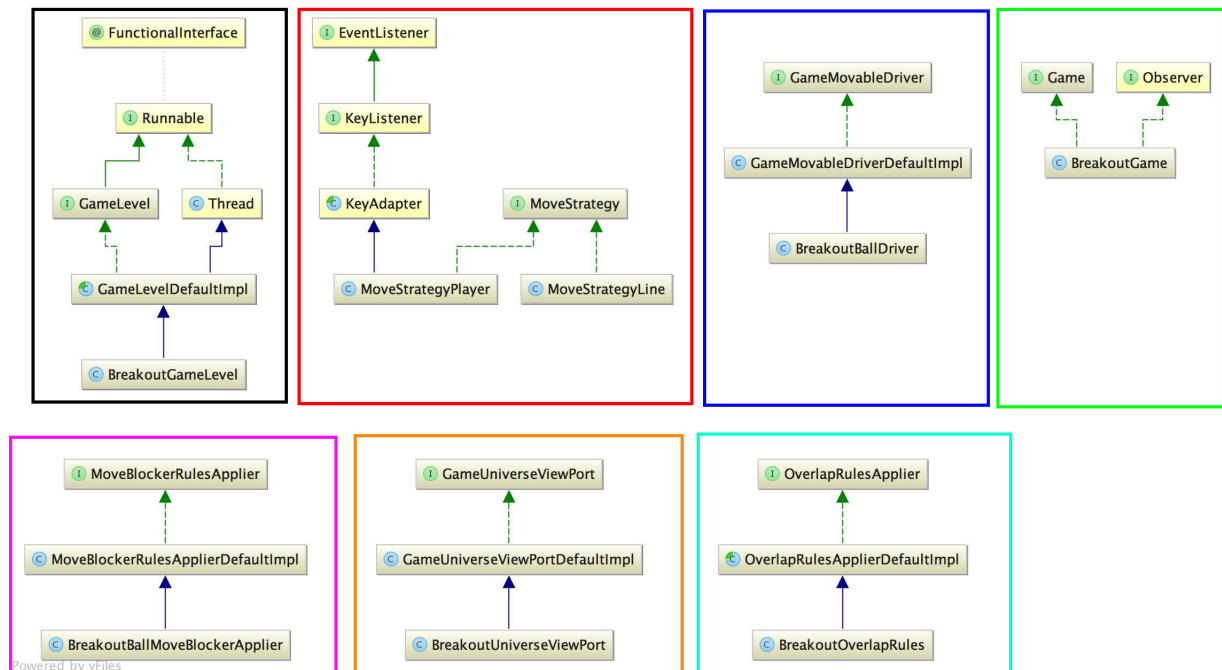 FunctionalInterface
Runnable
GameLevel
Thread
GameLevelDefaultImpl
BreakoutGameLevel
EventListener
KeyListener
KeyAdapter
MoveStrategy
MoveStrategyPlayer
MoveStrategyLine
GameMovableDriver
GameMovableDriverDefaultImpl
BreakoutBallDriver
Game
Observer
BreakoutGame
MoveBlockerRulesApplier
MoveBlockerRulesApplierDefaultImpl
BreakoutBallMoveBlockerApplier
GameUniverseViewPort
GameUniverseViewPortDefaultImpl
BreakoutUniverseViewPort
OverlapRulesApplier
OverlapRulesApplierDefaultImpl
BreakoutOverlapRules
Powered by yFiles